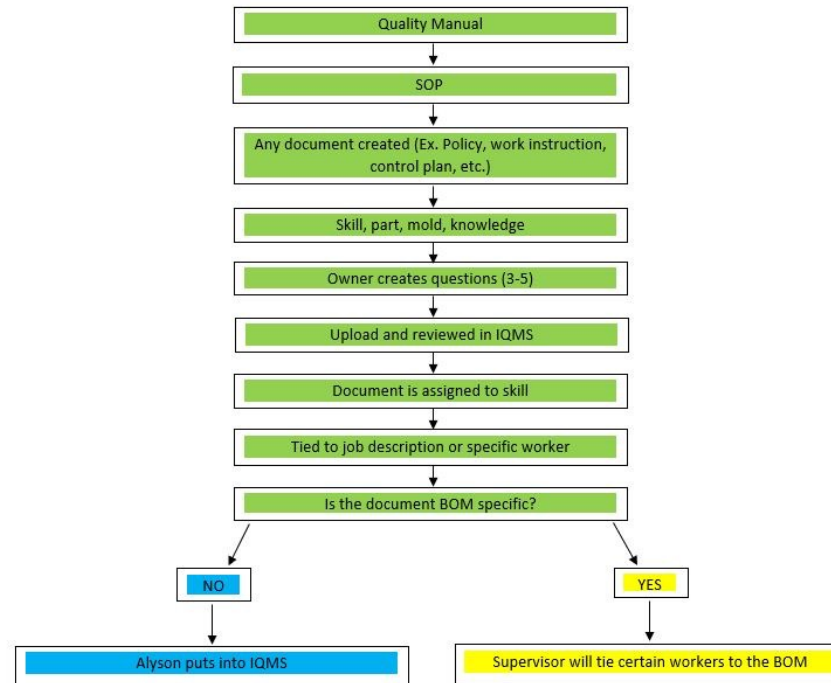 Quality Manual
SOP
Any document created (Ex. Policy, work instruction,
control plan, etc.)
Skill, part, mold, knowledge
Owner creates questions (3-5)
Upload and reviewed in IQMS
Document is assigned to skill
Tied to job description or specific worker
Is the document BOM specific?
NO
YES
Alyson puts into IQMS
Supervisor will tie certain workers to the BOM